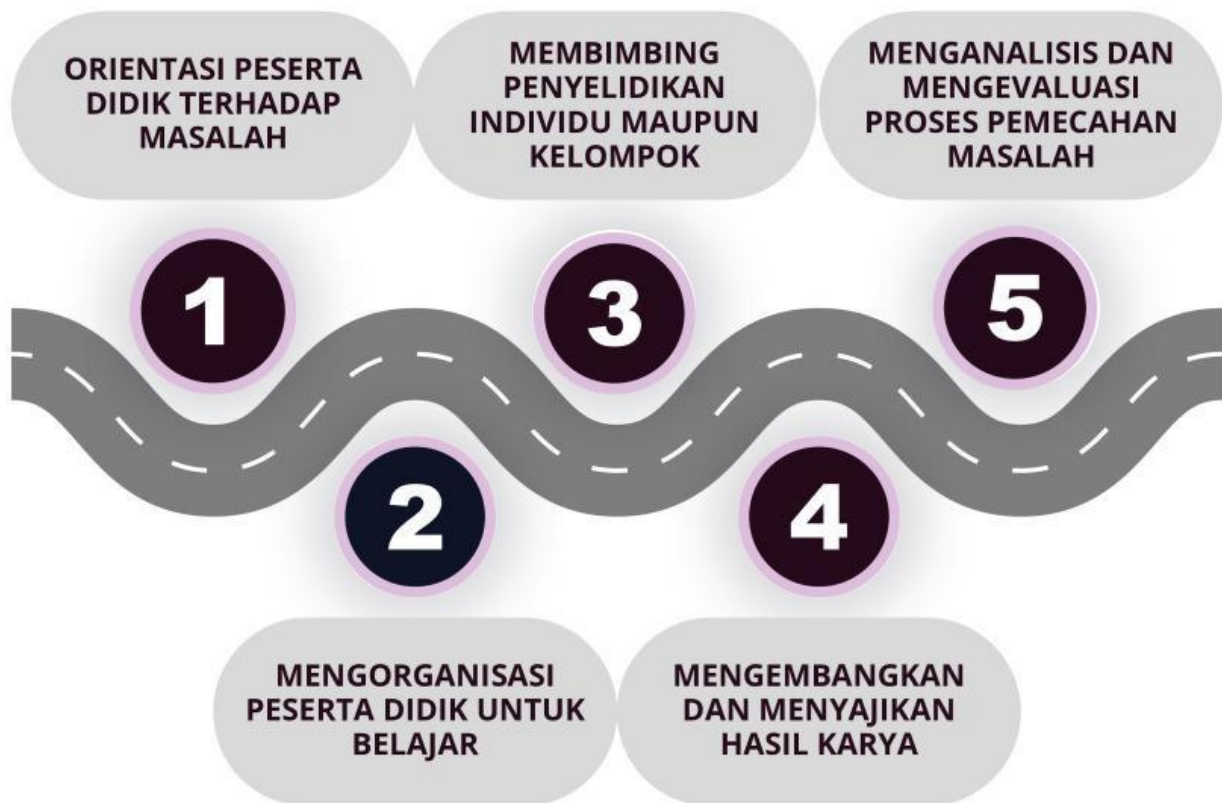 ORIENTASI PESERTA
DIDIK TERHADAP
MASALAH
1
2
MENGORGANISASI
PESERTA DIDIK UNTUK
BELAJAR
MEMBIMBING
PENYELIDIKAN
INDIVIDU MAUPUN
KELOMPOK
3
4
MENGEMBANGKAN
DAN MENYAJIKAN
HASIL KARYA
MENGANALISIS DAN
MENGEVALUASI
PROSES PEMECAHAN
MASALAH
5